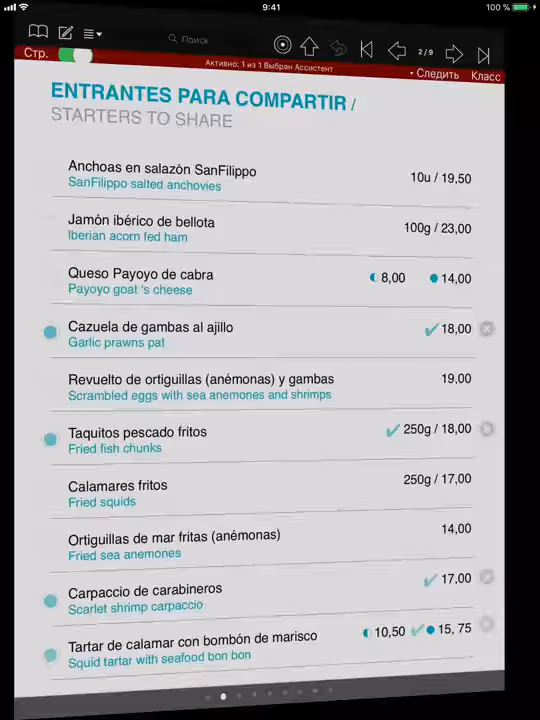 9:41
100 %
Поиск
2 / 9
Стр.
Активно: 1 из 1 Выбран Ассистент
Следить
Класс
ENTRANTES PARA COMPARTIR /
STARTERS TO SHARE
Anchoas en salazón SanFilippo
10u / 19,50
SanFilippo salted anchovies
Jamón ibérico de bellota
100g / 23,00
Iberian acorn fed ham
Queso Payoyo de cabra
8,00 14,00
Payoyo goat 's cheese
Cazuela de gambas al ajillo
18,00
Garlic prawns pat
Revuelto de ortiguillas (anémonas) y gambas
19.00
Scrambled eggs with sea anemones and shrimps
Taquitos pescado fritos
250g / 18,00
Fried fish chunks
Calamares fritos
250g / 17,00
Fried squids
Ortiguillas de mar fritas (anémonas)
14,00
Fried sea anemones
Carpaccio de carabineros
17,00
Scarlet shrimp carpaccio
Tartar de calamar con bombón de marisco
10,50 15, 75
Squid tartar with seafood bon bon